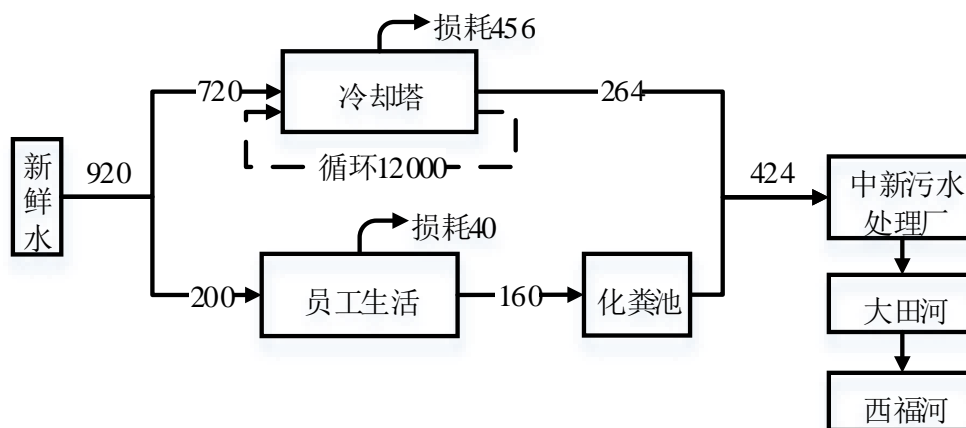 损耗456
720
冷却塔
264
循环12000
新鲜水
920
424
中新污水
处理厂
损耗40
200
员工生活
160
化粪池
大田河
西福河